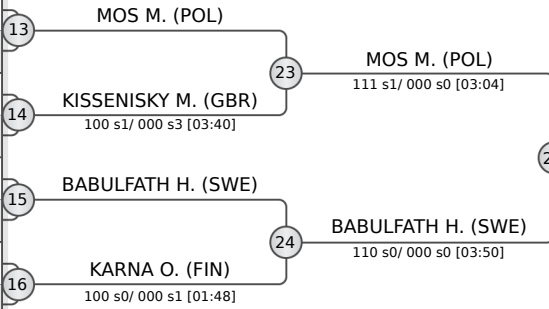 MOS M. (POL)
13
23
MOS M. (POL)
111 s1/ 000 s0 [03:04]
14
KISSENISKY M. (GBR)
100 s1/ 000 s3 [03:40]
BABULFATH H. (SWE)
15
24
BABULFATH H. (SWE)
110 s0/ 000 s0 [03:50]
KARNA O. (FIN)
16
100 s0/ 000 s1 [01:48]